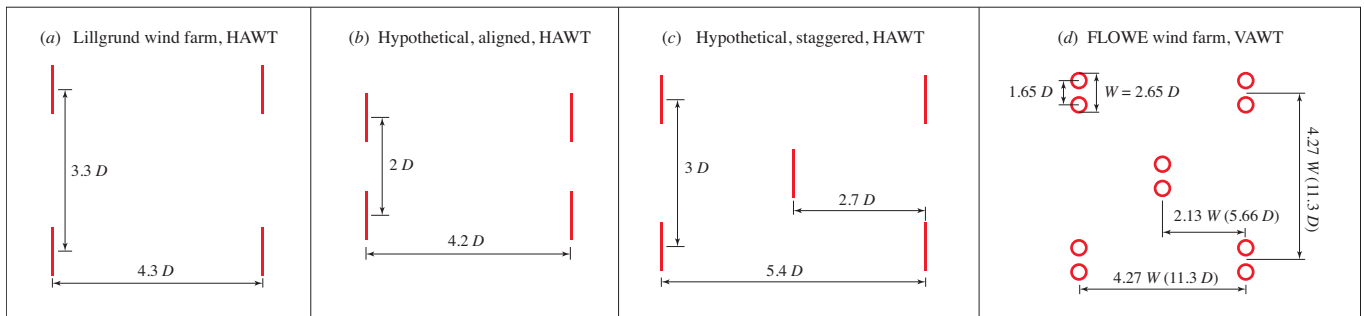 (a) Lillgrund wind farm, HAWT
3.3 D
4.3 D
(b) Hypothetical, aligned, HAWT
2 D
4.2 D
(c) Hypothetical, staggered, HAWT
3 D
2.7 D
5.4 D
(d) FLOWE wind farm, VAWT
1.65 D
W = 2.65 D
4.27 W (11.3 D)
2.13 W (5.66 D)
4.27 W (11.3 D)